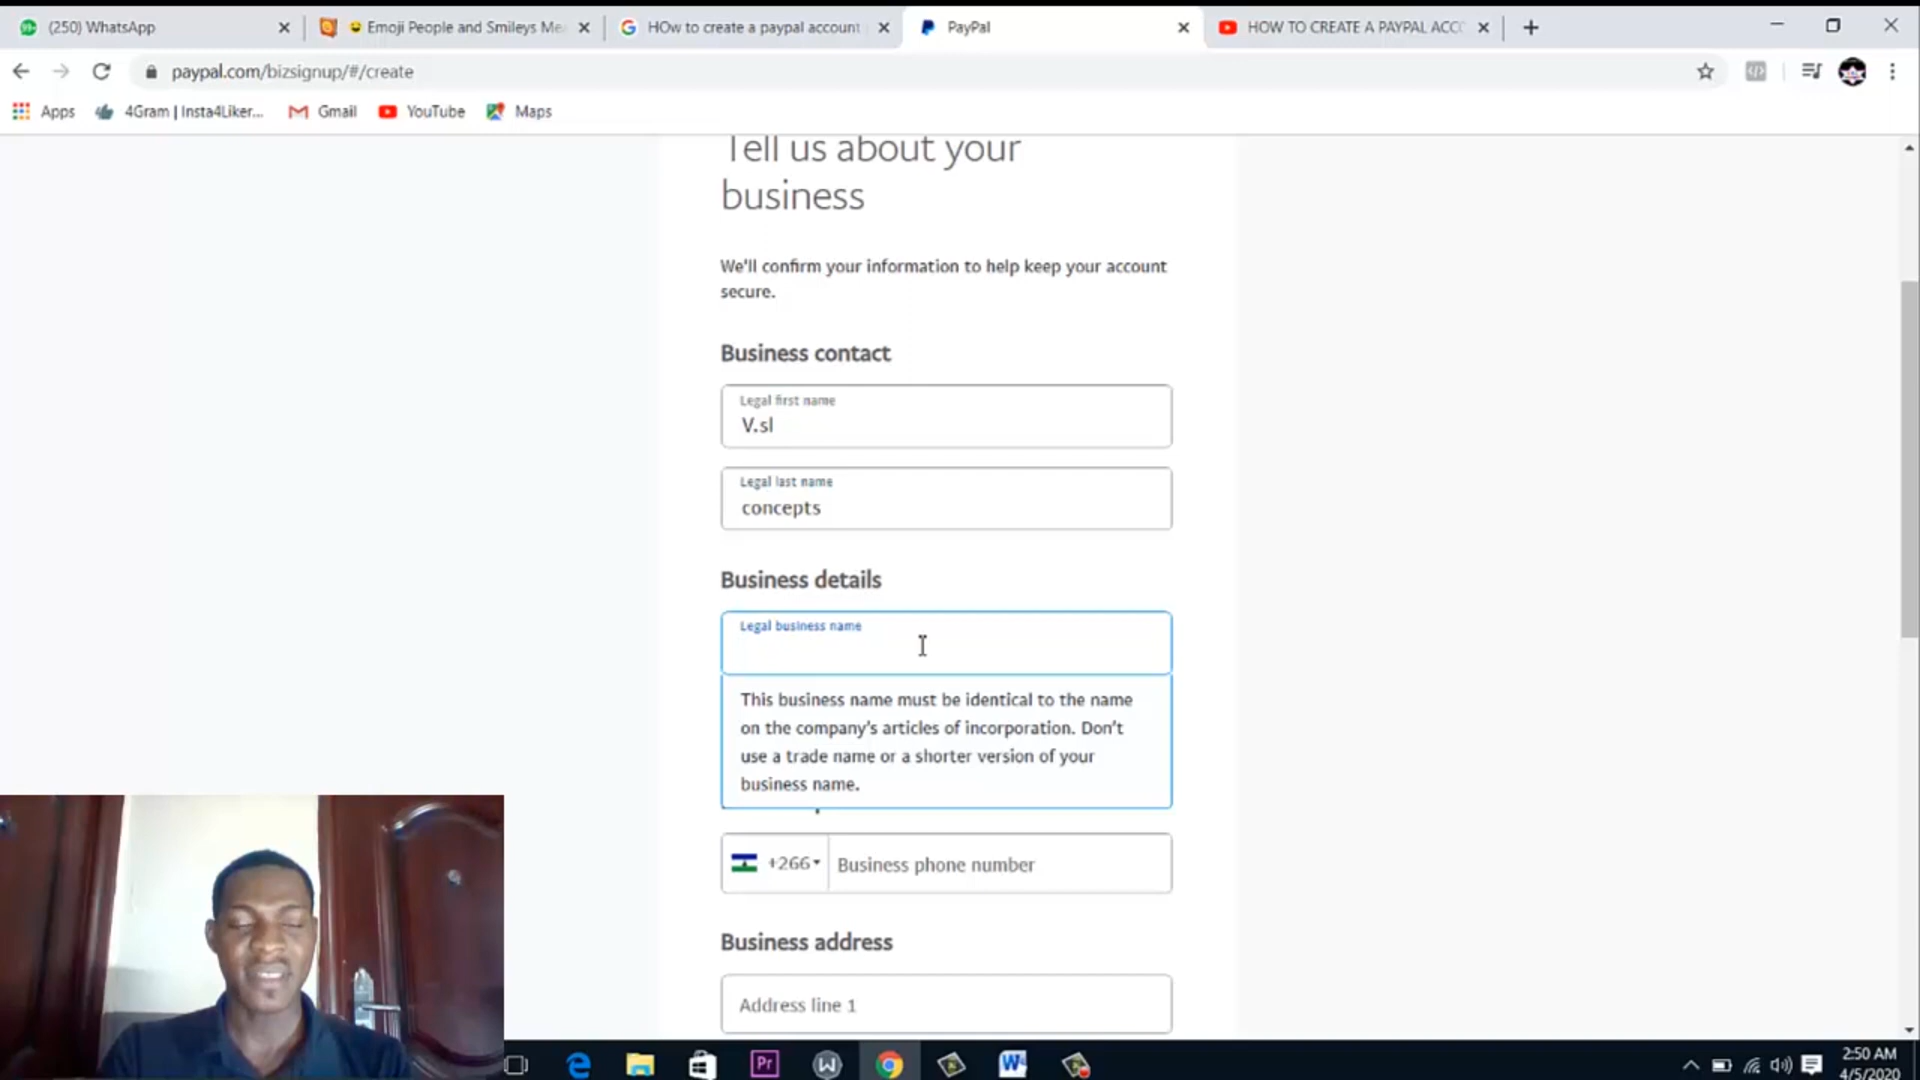 (250) WhatsApp
Emoji People and Smileys Me
HOw to create a paypal account
PayPal
HOW TO CREATE A PAYPAL ACCO
paypal.com/bizsignup/#/create
Apps
4Gram | Insta4Liker...
Gmail
YouTube
Maps
Tell us about your
business
We'll confirm your information to help keep your account
secure.
Business contact
Legal first name
V.sl
Legal last name
concepts
Business details
Legal business name
This business name must be identical to the name
on the company's articles of incorporation. Don't
use a trade name or a shorter version of your
business name.
+266
Business phone number
Business address
Address line 1
Pr
W
2:50 AM
4/5/2020